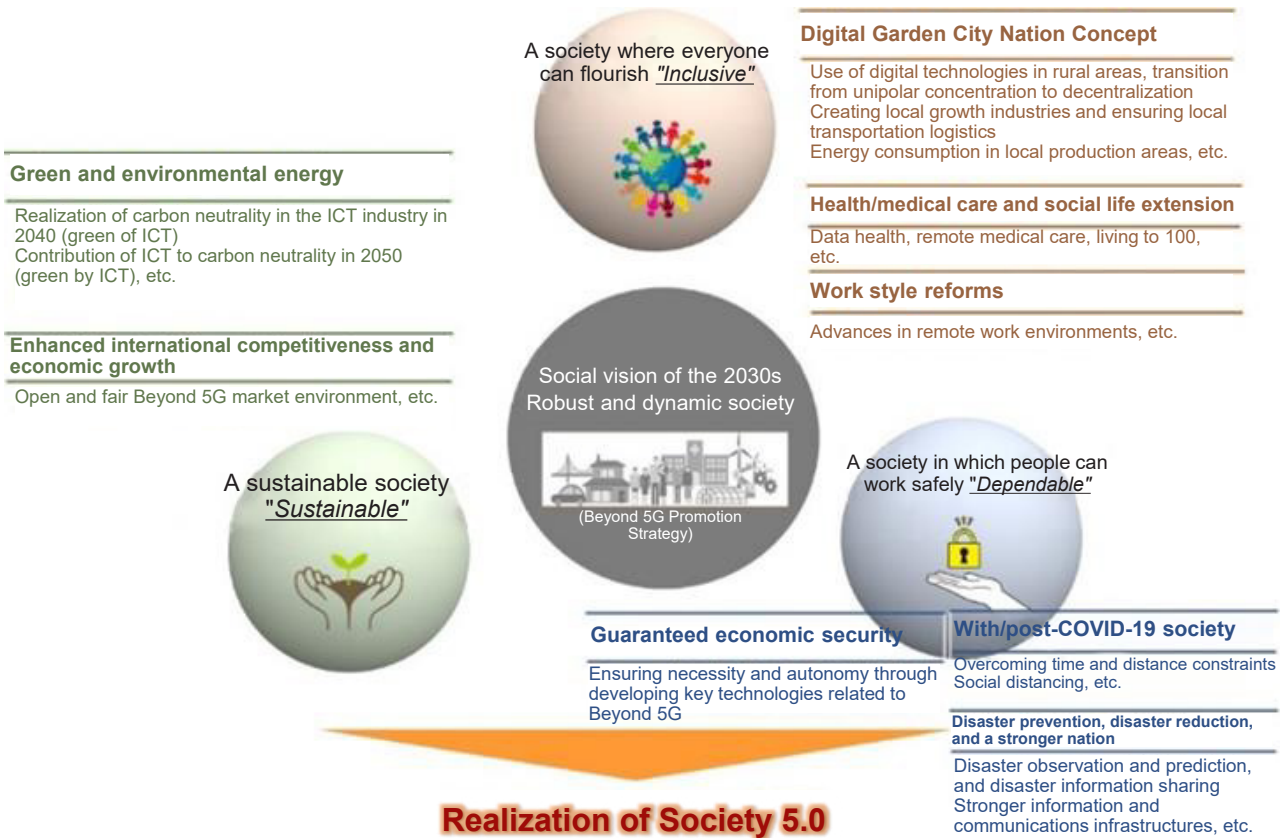 A society where everyone
can flourish "Inclusive"
Digital Garden City Nation Concept
Use of digital technologies in rural areas, transition
from unipolar concentration to decentralization
Creating local growth industries and ensuring local
transportation logistics
Energy consumption in local production areas, etc.
Health/medical care and social life extension
Data health, remote medical care, living to 100,
etc.
Work style reforms
Advances in remote work environments, etc.
Green and environmental energy
Realization of carbon neutrality in the ICT industry in
2040 (green of ICT)
Contribution of ICT to carbon neutrality in 2050
(green by ICT), etc.
Enhanced international competitiveness and
economic growth
Open and fair Beyond 5G market environment, etc.
A sustainable society
"Sustainable"
Social vision of the 2030s
Robust and dynamic society
(Beyond 5G Promotion
Strategy)
A society in which people can
work safely "Dependable"
Guaranteed economic security
Ensuring necessity and autonomy through
developing key technologies related to
Beyond 5G
With/post-COVID-19 society
Overcoming time and distance constraints
Social distancing, etc.
Disaster prevention, disaster reduction,
and a stronger nation
Disaster observation and prediction,
and disaster information sharing
Stronger information and
communications infrastructures, etc.
Realization of Society 5.0